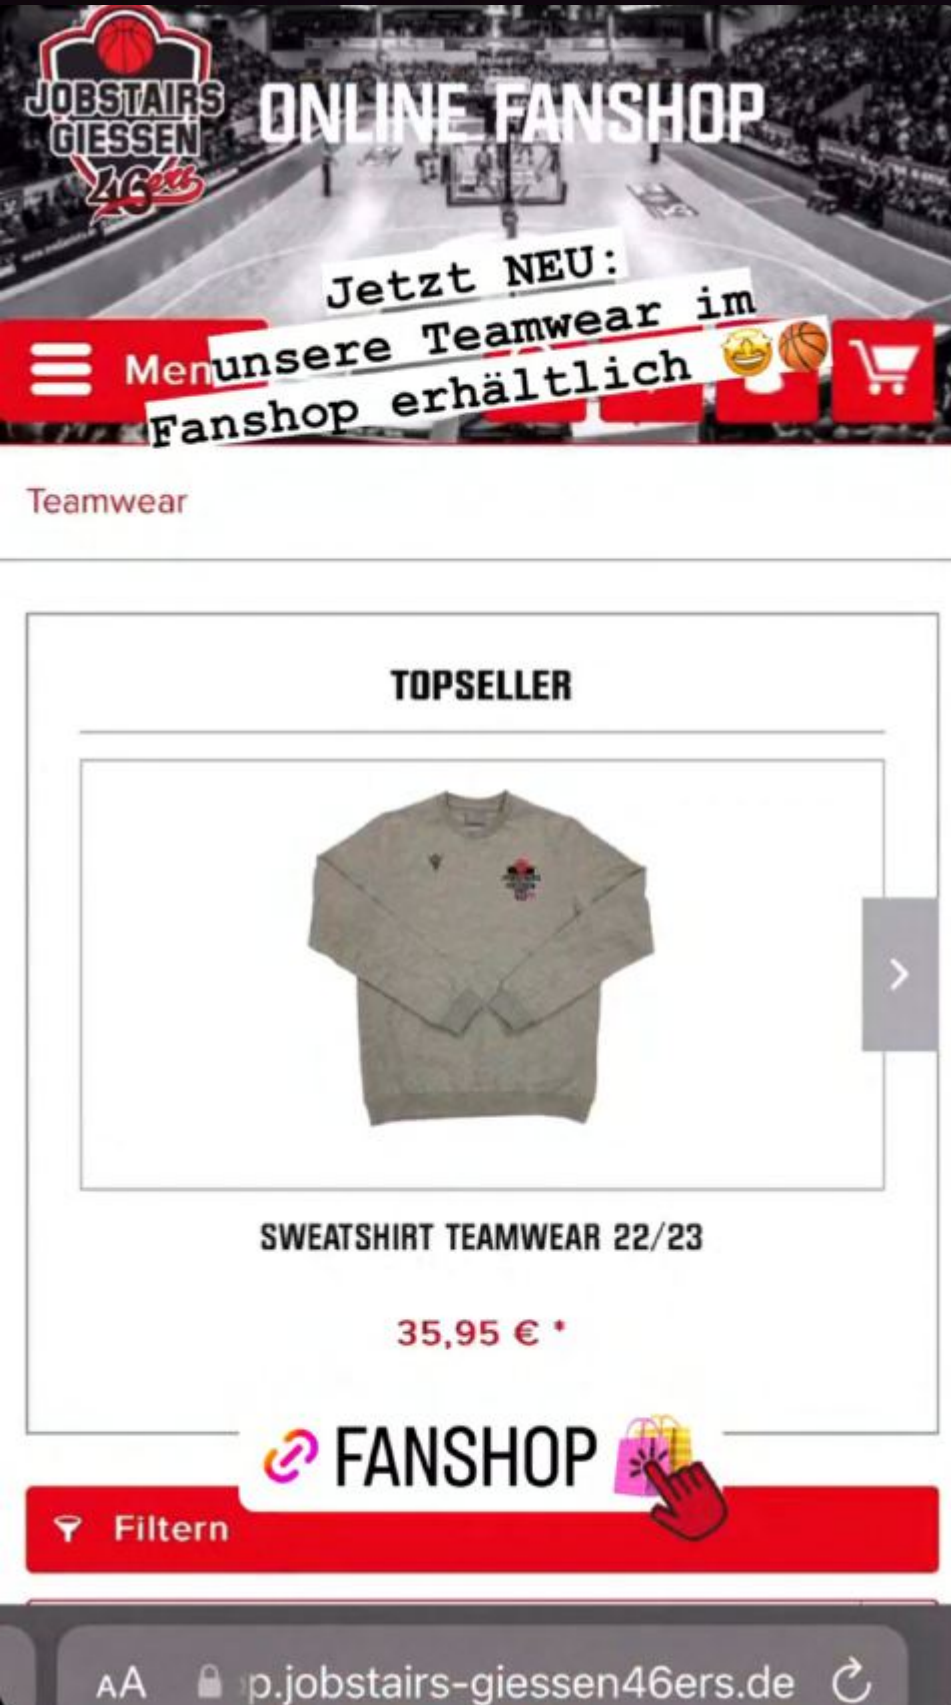 JOBSTAIRS
GIESSEN
46ers
ONLINE FANSHOP
Jetzt NEU:
unsere Teamwear im
Fanshop erhältlich 🤩🏀
Men
Teamwear
TOPSELLER
SWEATSHIRT TEAMWEAR 22/23
35,95 € *
FANSHOP
Filtern
AA p.jobstairs-giessen46ers.de